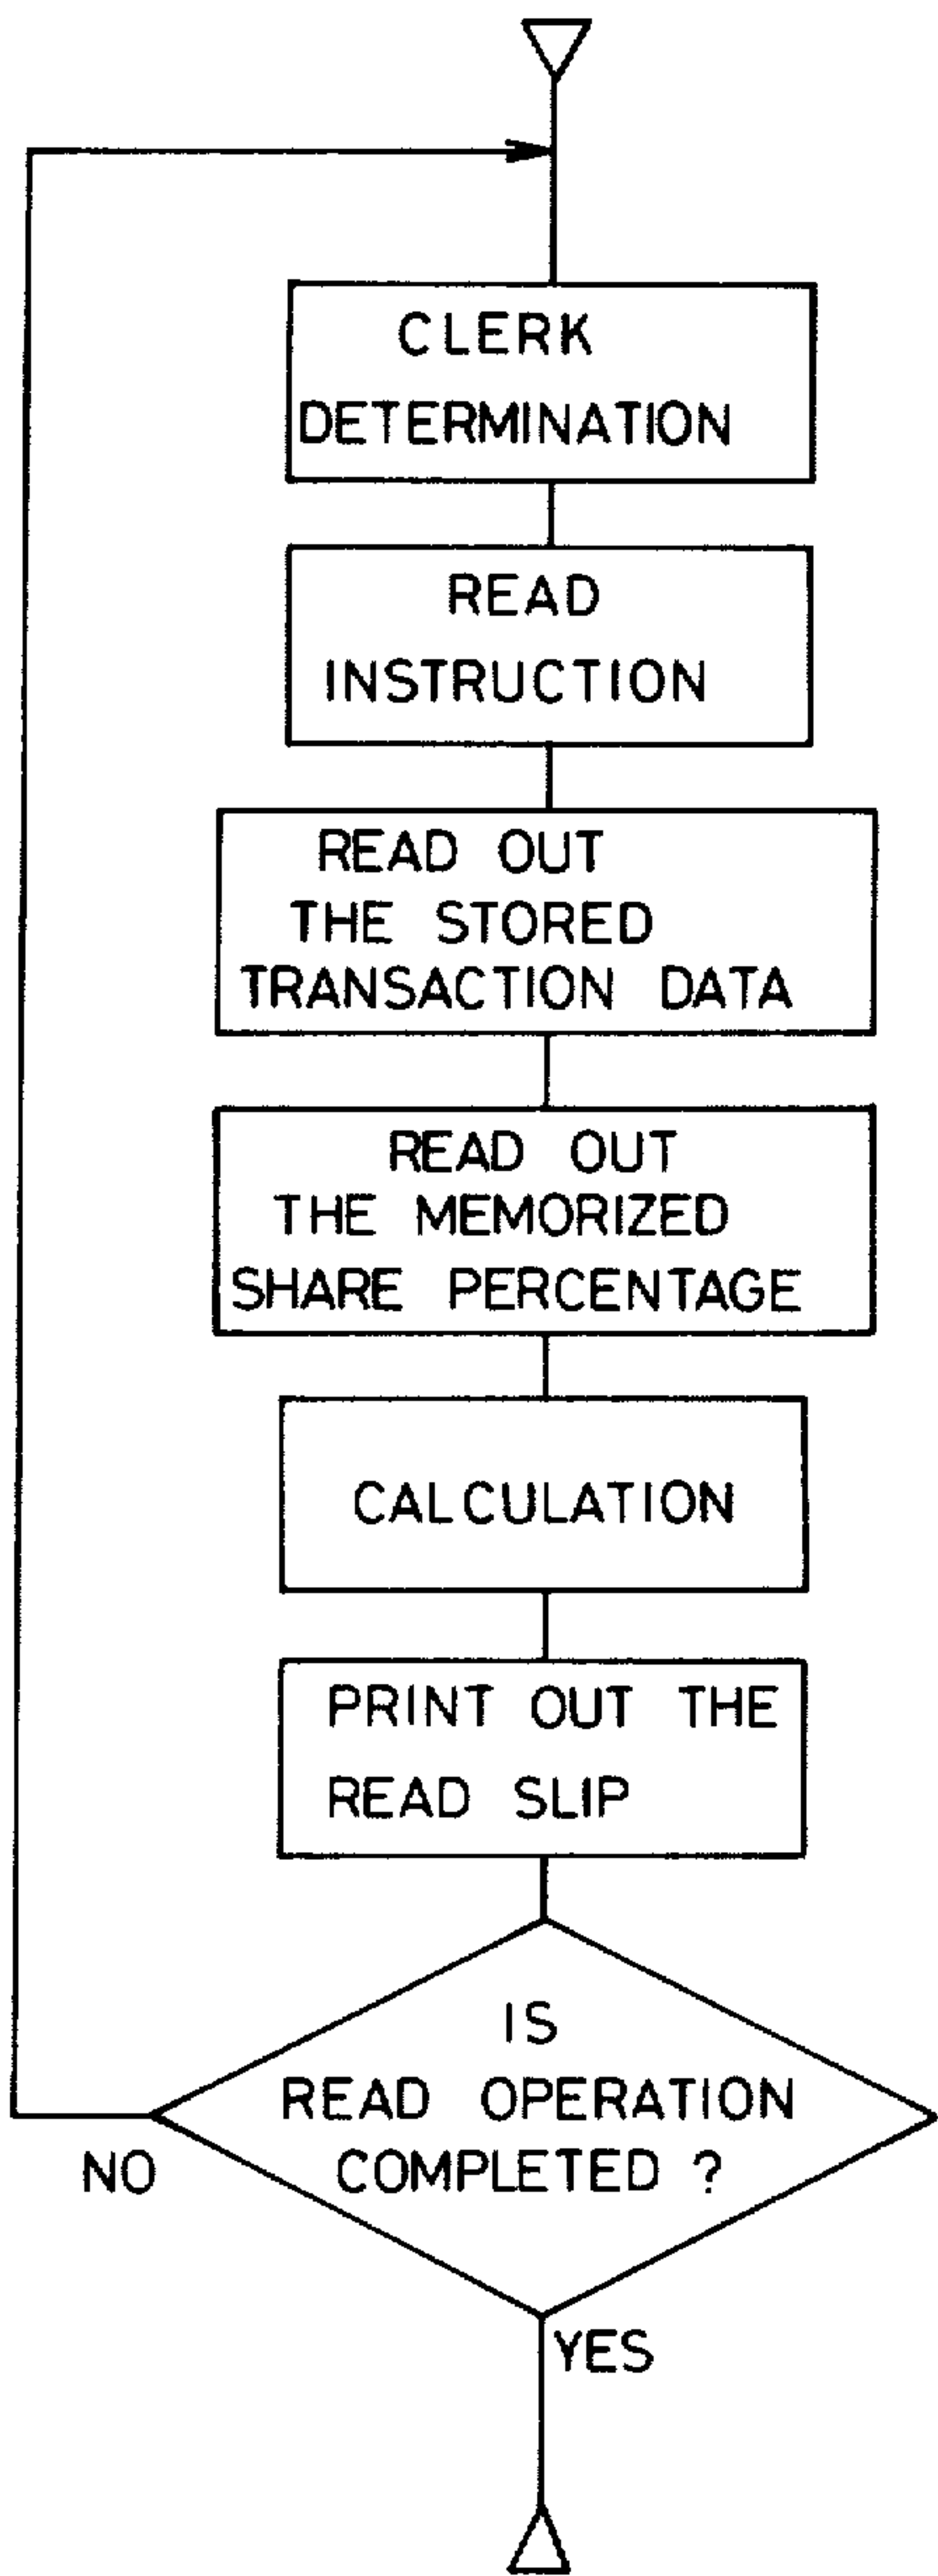 CLERK
DETERMINATION
READ
INSTRUCTION
READ OUT
THE STORED
TRANSACTION DATA
READ OUT
THE MEMORIZED
SHARE PERCENTAGE
CALCULATION
PRINT OUT THE
READ SLIP
IS
READ OPERATION
COMPLETED ?
NO
YES